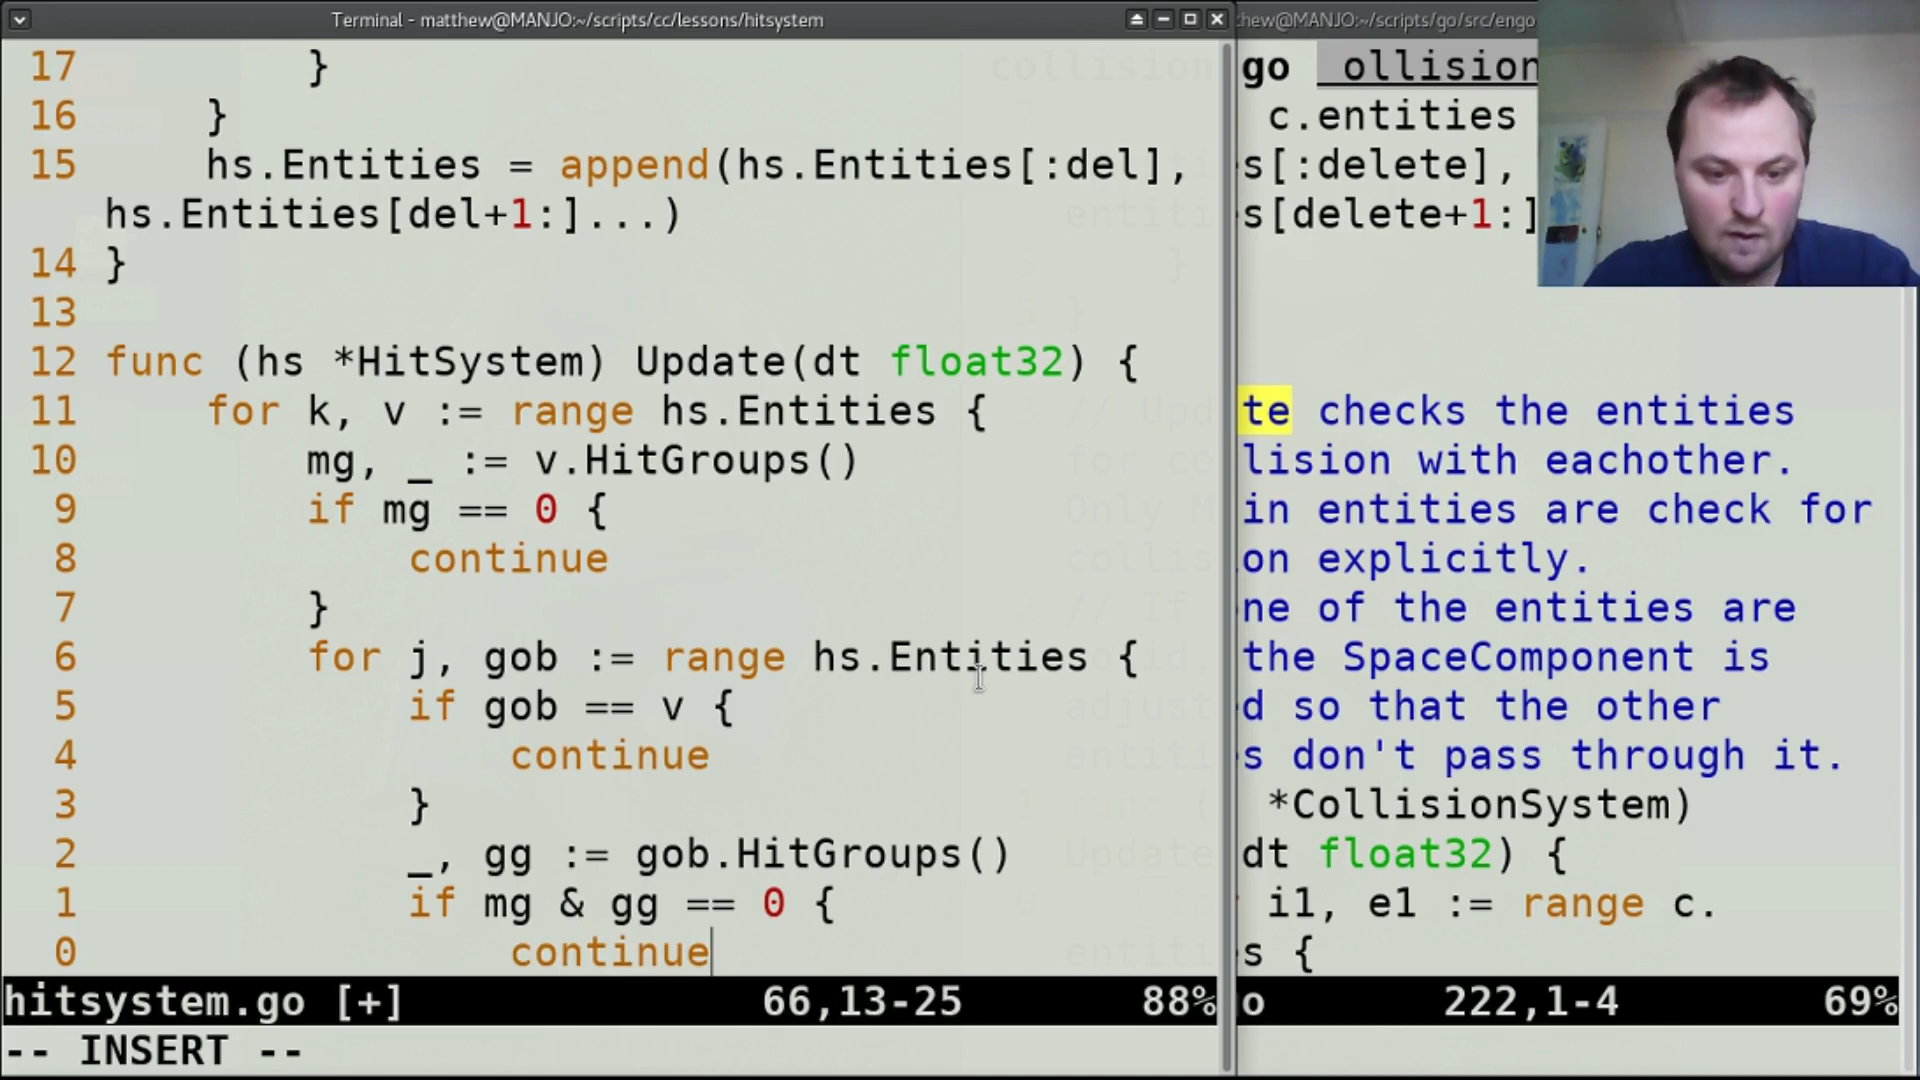 Terminal - matthew@MANJO:~/scripts/cc/lessons/hitsystem
17 }
16 }
15 hs.Entities = append(hs.Entities[:del],
hs.Entities[del+1:]...)
14 }
13
12 func (hs *HitSystem) Update(dt float32) {
11 for k, v := range hs.Entities {
10 mg, _ := v.HitGroups()
9 if mg == 0 {
8 continue
7 }
6 for j, gob := range hs.Entities {
5 if gob == v {
4 continue
3 }
2 _, gg := gob.HitGroups()
1 if mg & gg == 0 {
0 continue
hitsystem.go [+] 66,13-25 88%
-- INSERT --
hew@MANJO:~/scripts/go/src/engo
go ollision
c.entities
s[:delete],
s[delete+1:]
te checks the entities
lision with eachother.
in entities are check for
on explicitly.
ne of the entities are
the SpaceComponent is
d so that the other
s don't pass through it.
*CollisionSystem)
dt float32) {
i1, e1 := range c.
s {
o 222,1-4 69%